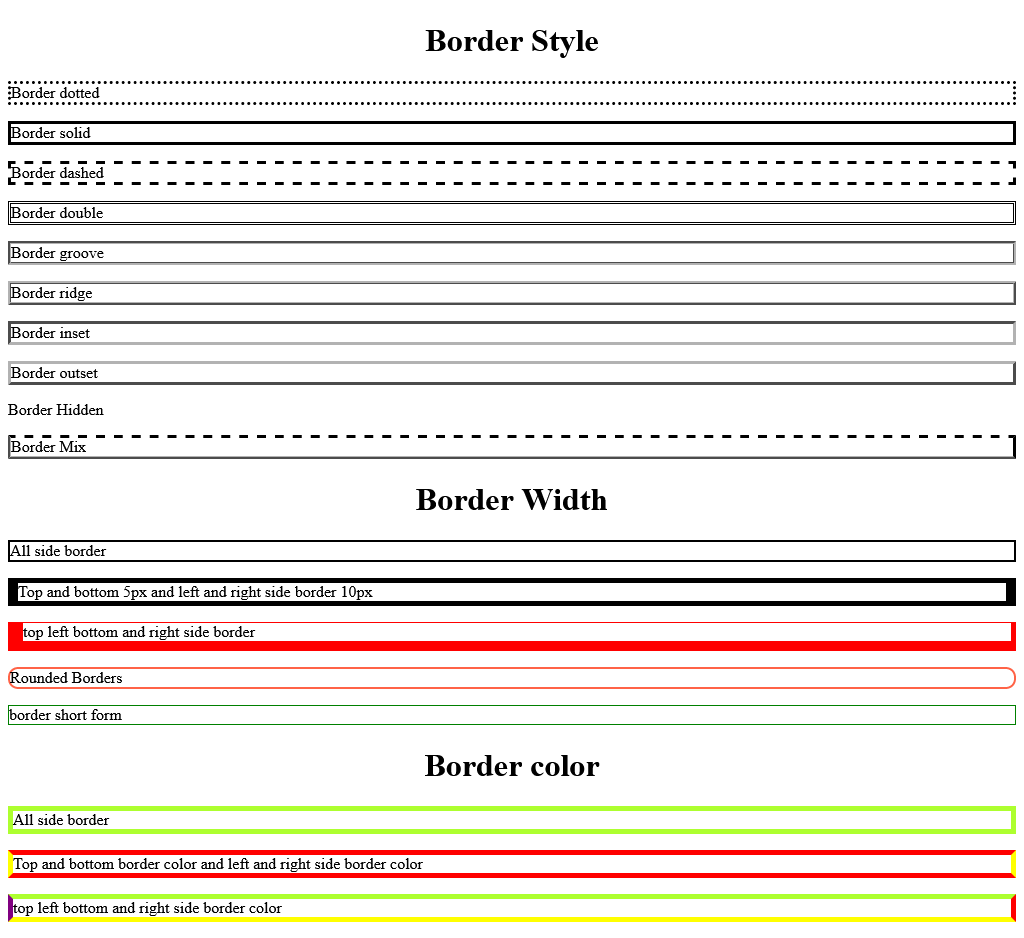 Border Style
Border dotted
Border solid
Border dashed
Border double
Border groove
Border ridge
Border inset
Border outset
Border Hidden
Border Mix
Border Width
All side border
Top and bottom 5px and left and right side border 10px
top left bottom and right side border
Rounded Borders
border short form
Border color
All side border
Top and bottom border color and left and right side border color
top left bottom and right side border color